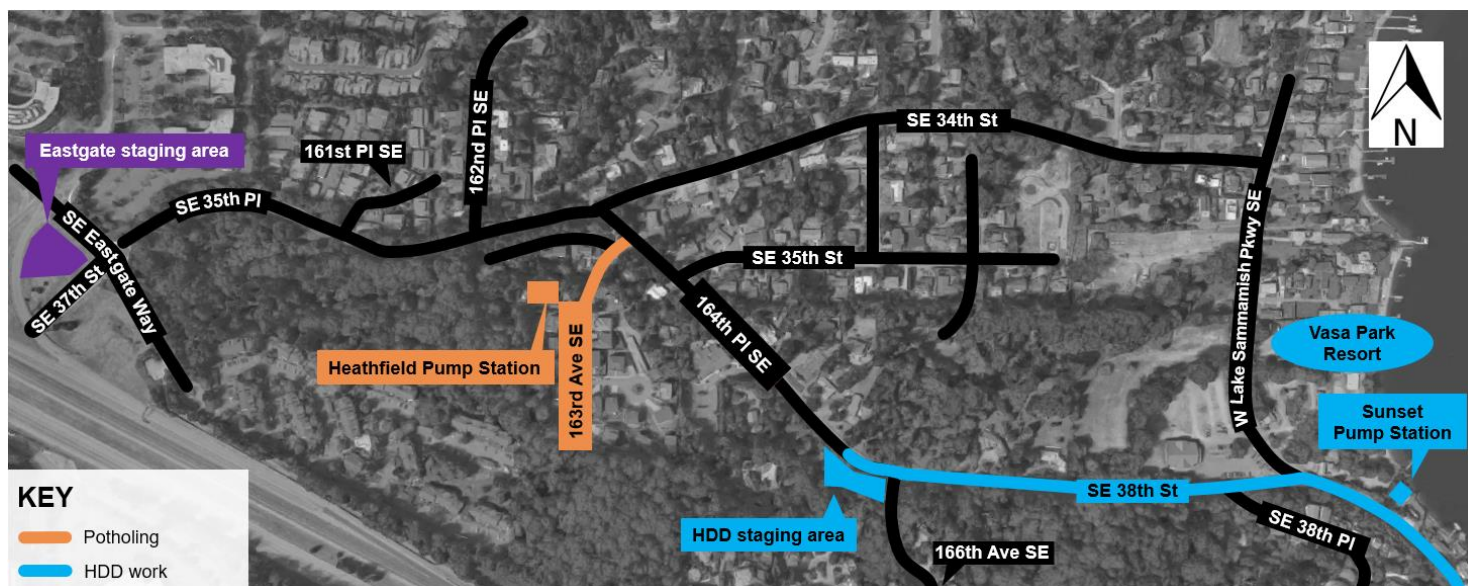 SE 34th St
162nd Pl SE
161st Pl SE
Eastgate staging area
SE 35th Pl
SE Eastgate Way
SE 37th St
N
SE 35th St
164th Pl SE
W Lake Sammamish Pkwy SE
Vasa Park
Resort
Heathfield Pump Station
163rd Ave SE
Sunset
Pump Station
SE 38th St
HDD staging area
SE 38th Pl
166th Ave SE
KEY
Potholing
HDD work